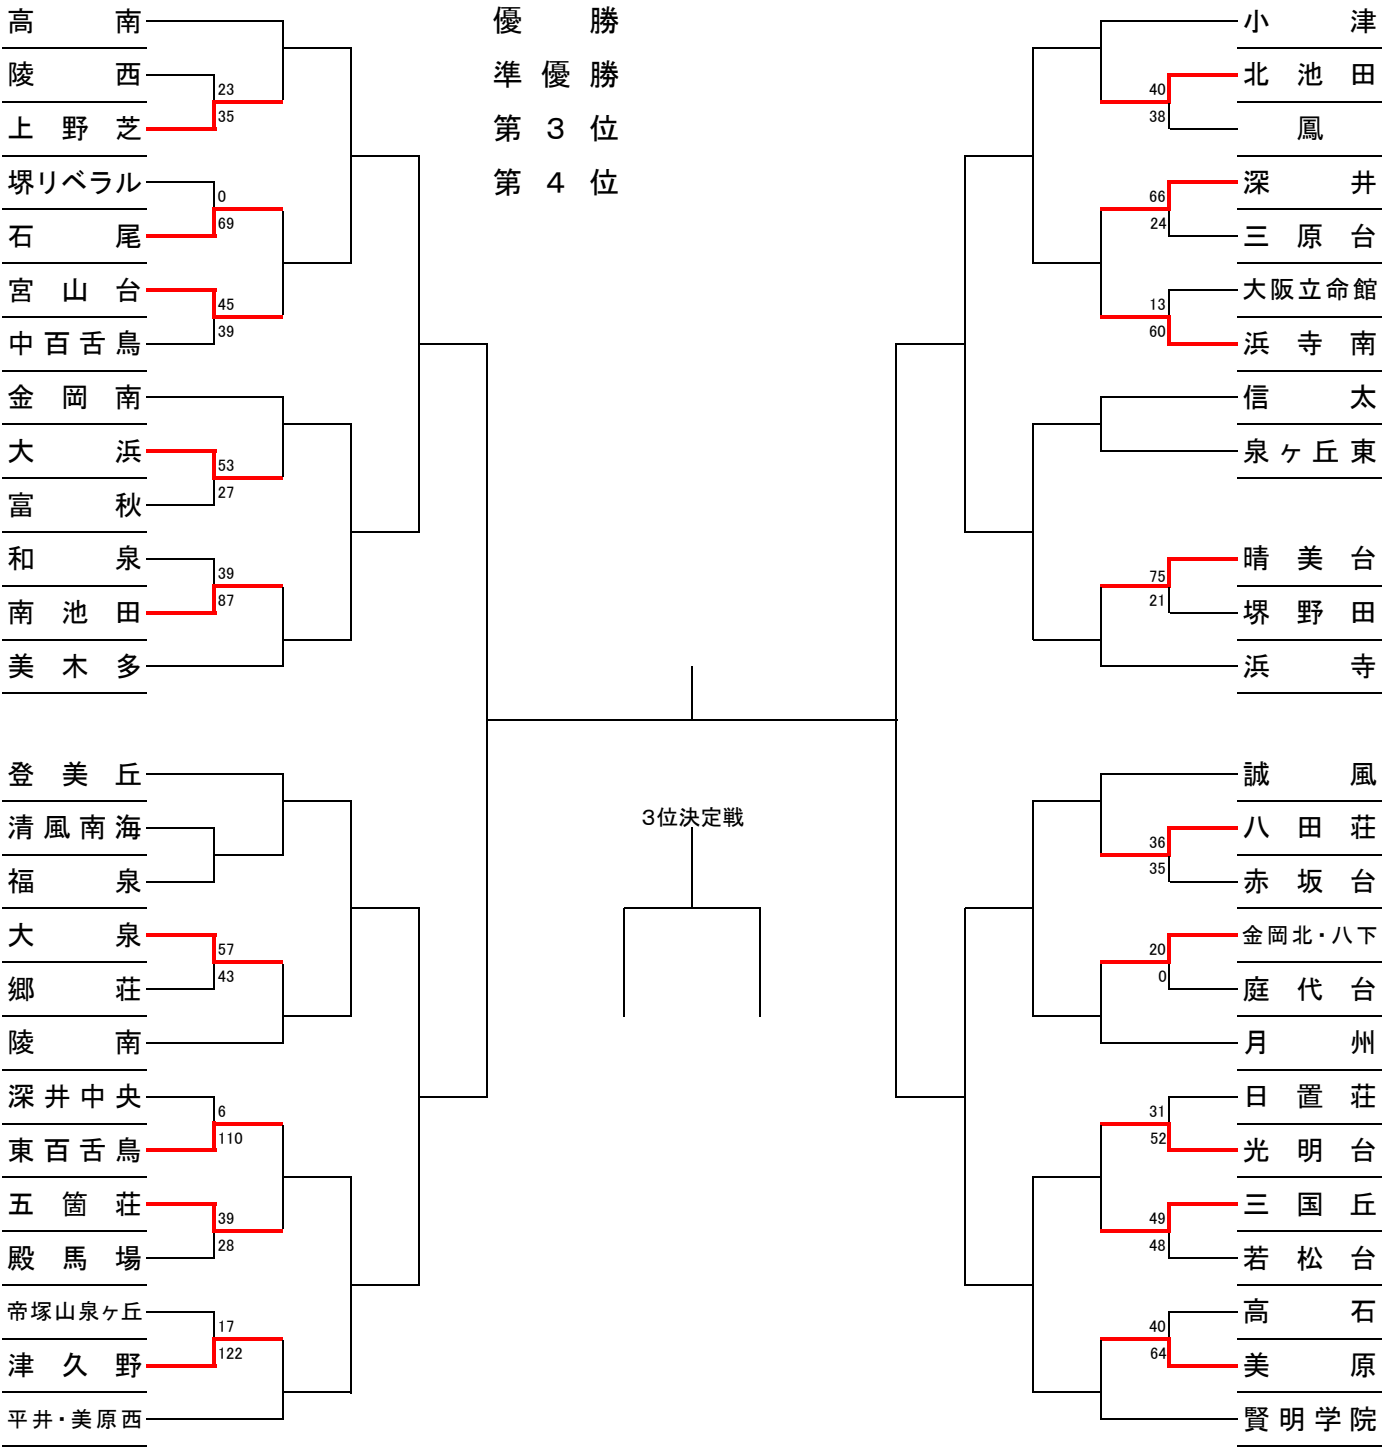 優勝
準優勝
第3位
第4位
高南
陵西
23
35
上野芝
堺リベラル
0
69
石尾
宮山台
45
39
中百舌鳥
金岡南
大浜
53
27
富秋
和泉
39
87
南池田
美木多
登美丘
清風南海
福泉
大泉
57
43
郷荘
陵南
深井中央
6
110
東百舌鳥
五箇荘
39
28
殿馬場
帝塚山泉ヶ丘
17
122
津久野
平井・美原西
3位決定戦
小津
北池田
40
38
鳳
深井
66
24
三原台
大阪立命館
13
60
浜寺南
信太
泉ヶ丘東
晴美台
75
21
堺野田
浜寺
誠風
八田荘
36
35
赤坂台
金岡北・八下
20
0
庭代台
月州
日置荘
31
52
光明台
三国丘
49
48
若松台
高石
40
64
美原
賢明学院